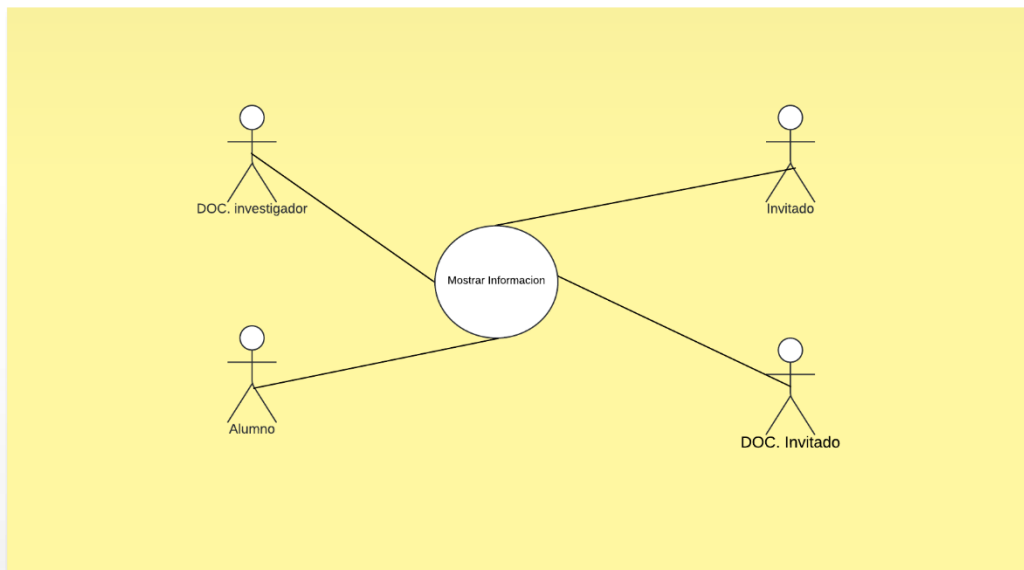 DOC. investigador
Invitado
Mostrar Informacion
Alumno
DOC. Invitado